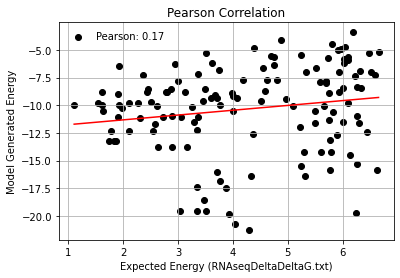 Pearson Correlation
Pearson: 0.17
Model Generated Energy
−5.0
−7.5
−10.0
−12.5
−15.0
−17.5
−20.0
1 2 3 4 5 6
Expected Energy (RNAseqDeltaDeltaG.txt)